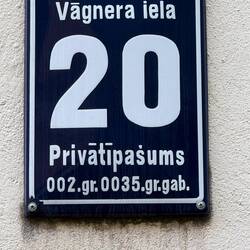 Vāgnera iela
20
Privātīpašums
002.gr.0035.gr.gab.